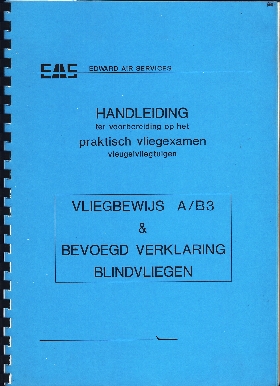 EAS EDWARD AIR SERVICES
HANDLEIDING
ter voorbereiding op het
praktisch vliegexamen
vleugelvliegtuigen
VLIEGBEWIJS A/B3
&
BEVOEGD VERKLARING
BLINDVLIEGEN